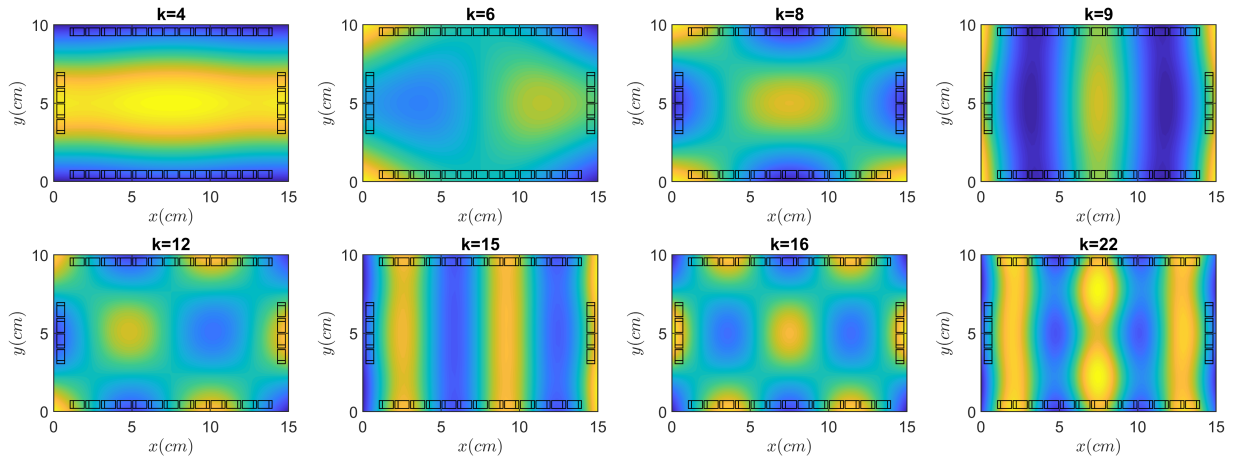 k=4 k=6 k=8 k=9
10 10 10 10
y(cm) 5 y(cm) 5 y(cm) 5 y(cm) 5
0 0 0 0
0 5 10 15 0 5 10 15 0 5 10 15 0 5 10 15
x(cm) x(cm) x(cm) x(cm)
k=12 k=15 k=16 k=22
10 10 10 10
y(cm) 5 y(cm) 5 y(cm) 5 y(cm) 5
0 0 0 0
0 5 10 15 0 5 10 15 0 5 10 15 0 5 10 15
x(cm) x(cm) x(cm) x(cm)